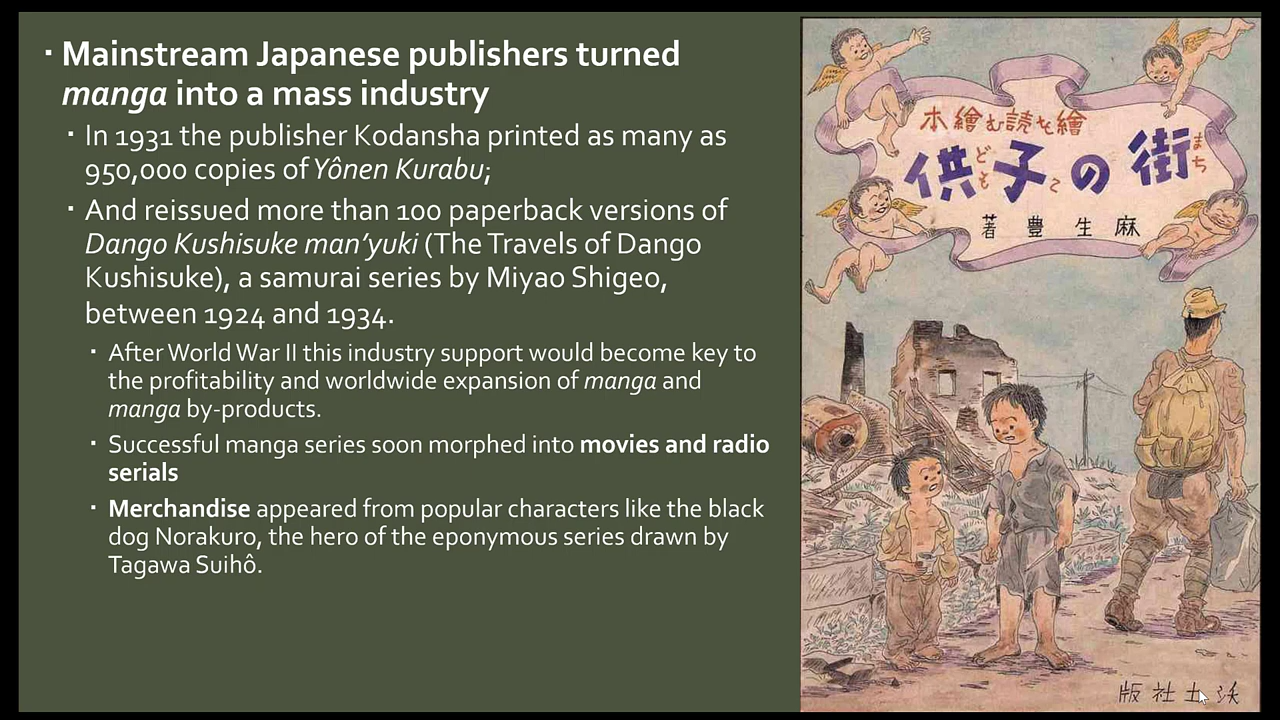 ▪ Mainstream Japanese publishers turned
manga into a mass industry
▪ In 1931 the publisher Kodansha printed as many as
950,000 copies of Yônen Kurabu;
▪ And reissued more than 100 paperback versions of
Dango Kushisuke man’yuki (The Travels of Dango
Kushisuke), a samurai series by Miyao Shigeo,
between 1924 and 1934.
▪ After World War II this industry support would become key to
the profitability and worldwide expansion of manga and
manga by-products.
▪ Successful manga series soon morphed into movies and radio
serials
▪ Merchandise appeared from popular characters like the black
dog Norakuro, the hero of the eponymous series drawn by
Tagawa Suihô.
繪を読む繪本
街の子供
まち こ ども
麻生豊著
沃土社版